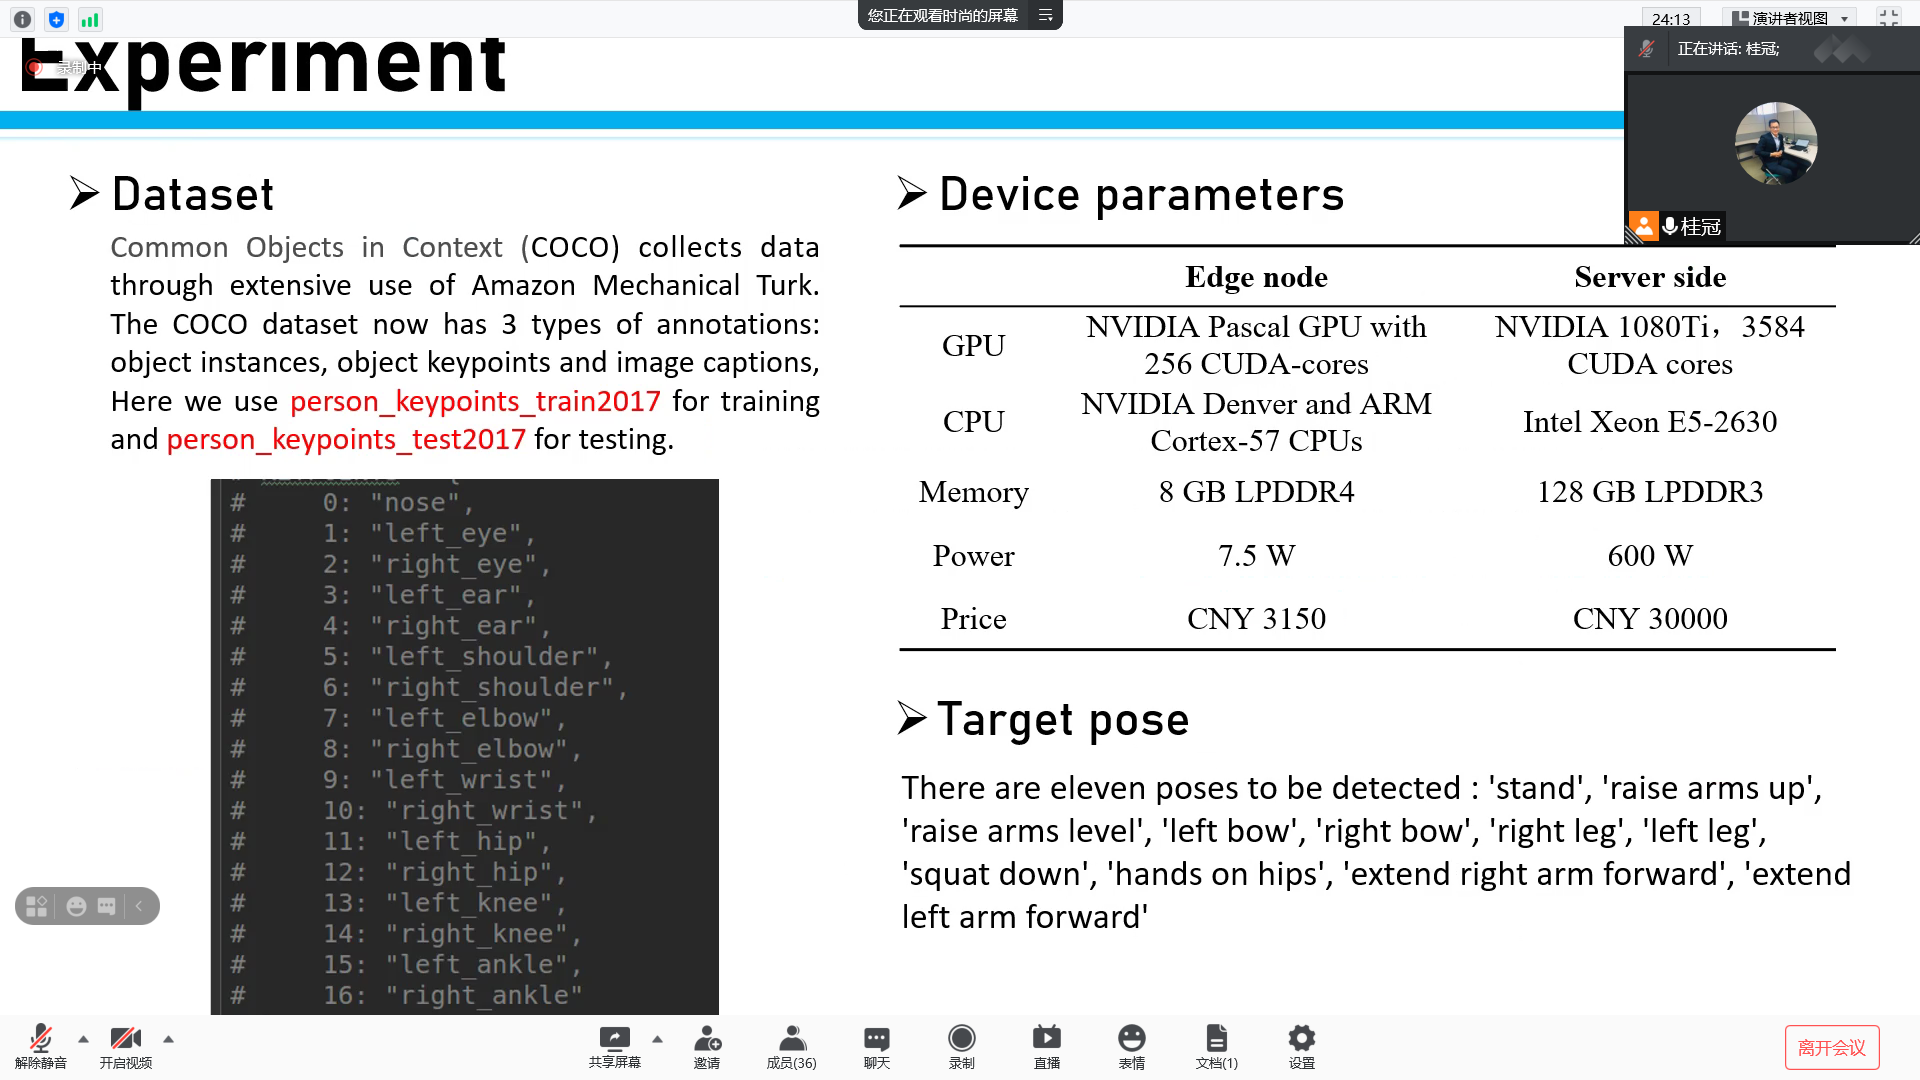 您正在观看时尚的屏幕
24:13
演讲者视图
Experiment
录制中
正在讲话: 桂冠;
桂冠
Dataset
Common Objects in Context (COCO) collects data
through extensive use of Amazon Mechanical Turk.
The COCO dataset now has 3 types of annotations:
object instances, object keypoints and image captions,
Here we use person_keypoints_train2017 for training
and person_keypoints_test2017 for testing.
# 0: "nose",
# 1: "left_eye",
# 2: "right_eye",
# 3: "left_ear",
# 4: "right_ear",
# 5: "left_shoulder",
# 6: "right_shoulder",
# 7: "left_elbow",
# 8: "right_elbow",
# 9: "left_wrist",
# 10: "right_wrist",
# 11: "left_hip",
# 12: "right_hip",
# 13: "left_knee",
# 14: "right_knee",
# 15: "left_ankle",
# 16: "right_ankle"
Device parameters
Edge node Server side
GPU NVIDIA Pascal GPU with 256 CUDA-cores NVIDIA 1080Ti，3584 CUDA cores
CPU NVIDIA Denver and ARM Cortex-57 CPUs Intel Xeon E5-2630
Memory 8 GB LPDDR4 128 GB LPDDR3
Power 7.5 W 600 W
Price CNY 3150 CNY 30000
Target pose
There are eleven poses to be detected : 'stand', 'raise arms up',
'raise arms level', 'left bow', 'right bow', 'right leg', 'left leg',
'squat down', 'hands on hips', 'extend right arm forward', 'extend
left arm forward'
解除静音 开启视频 共享屏幕 邀请 成员(36) 聊天 录制 直播 表情 文档(1) 设置 离开会议